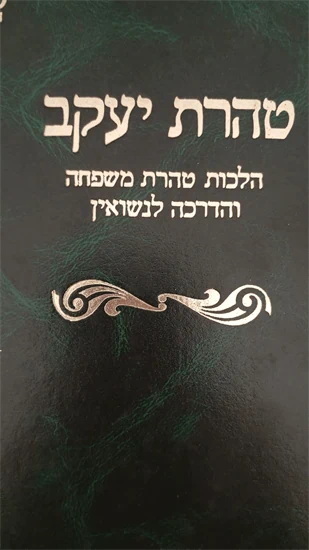 טהרת יעקב
הלכות טהרת משפחה
והדרכה לנשואין